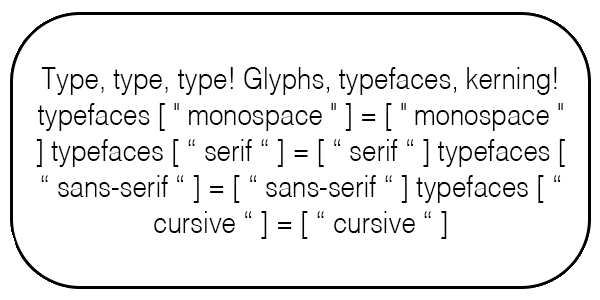 Type, type, type! Glyphs, typefaces, kerning!
typefaces [ " monospace " ] = [ " monospace "
] typefaces [ “ serif “ ] = [ “ serif “ ] typefaces [
“ sans-serif “ ] = [ “ sans-serif “ ] typefaces [ “
cursive “ ] = [ “ cursive “ ]